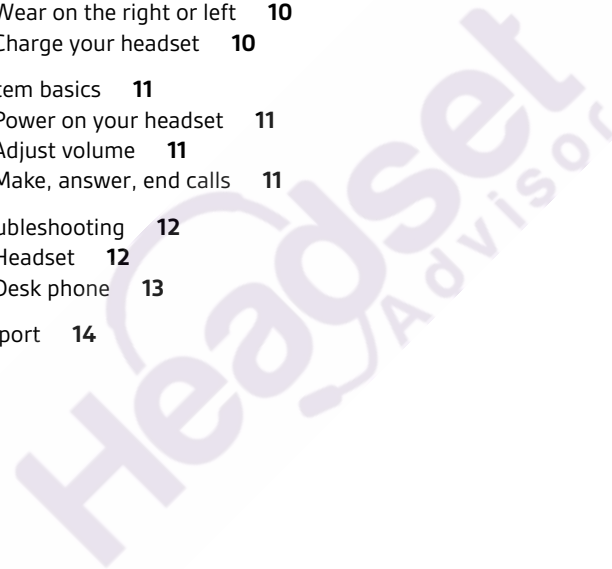 Wear on the right or left 10
Charge your headset 10
tem basics 11
Power on your headset 11
Adjust volume 11
Make, answer, end calls 11
ubleshooting 12
Headset 12
Desk phone 13
port 14
Headset
Advisor